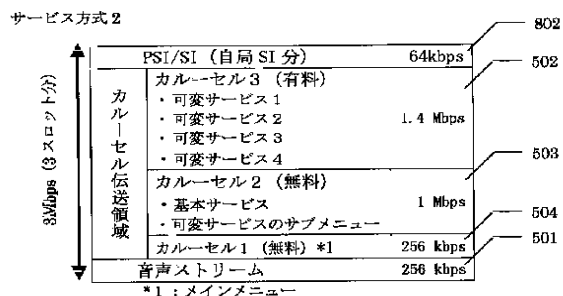 サービス方式2
PSI/SI (自局SI分) 64kbps
802
カルーセル3 (有料)
502
・可変サービス1
・可変サービス2 1.4 Mbps
・可変サービス3
・可変サービス4
カルーセル2 (無料)
503
・基本サービス 1 Mbps
・可変サービスのサブメニュー
504
カルーセル1 (無料) *1 256 kbps
501
音声ストリーム 256 kbps
カルーセル伝送領域
3Mbps (3スロット分)
*1:メインメニュー